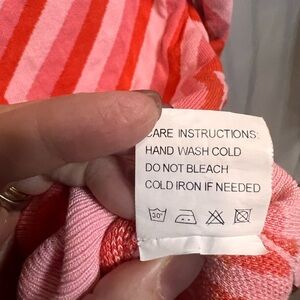 CARE INSTRUCTIONS:
HAND WASH COLD
DO NOT BLEACH
COLD IRON IF NEEDED
30°